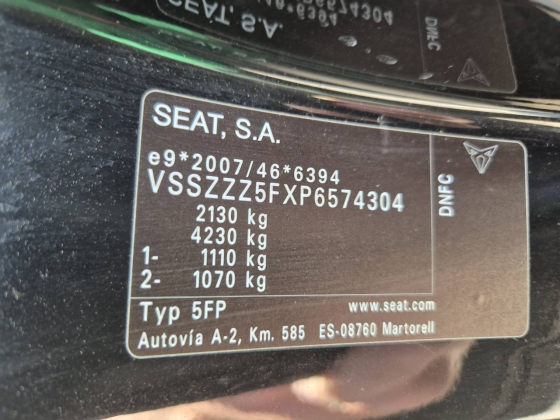 SEAT, S.A.
e9*2007/46*6394
VSSZZZ5FXP6574304
2130 kg
4230 kg
1- 1110 kg
2- 1070 kg
DNFC
Typ 5FP www.seat.com
Autovía A-2, Km. 585 ES-08760 Martorell